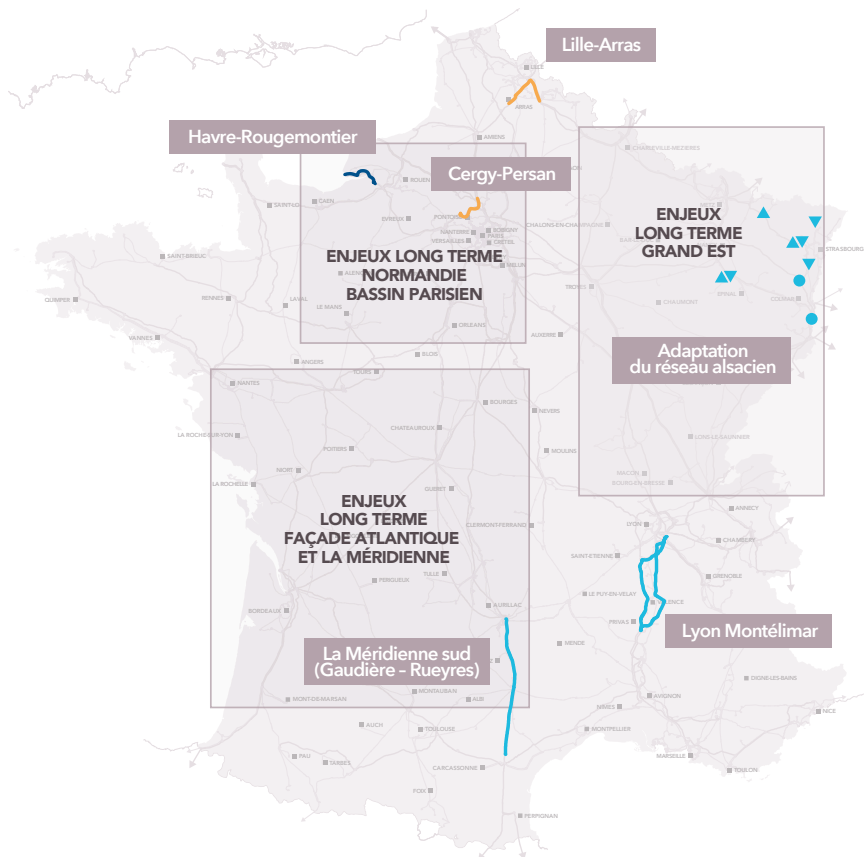 Lille-Arras
LILLE
ARRAS
AMIENS
Havre-Rougemontier
CHARLEVILLE-MEZIERES
Cergy-Persan
ROUEN
CAEN
SAINT-LO
EVREUX
PONTOISE
NANTERRE
BOBIGNY
PARIS
VERSAILLES
CRETEIL
MELUN
CHALONS-EN-CHAMPAGNE
METZ
STRASBOURG
ENJEUX
LONG TERME
GRAND EST
ENJEUX LONG TERME
NORMANDIE
BASSIN PARISIEN
SAINT-BRIEUC
QUIMPER
RENNES
LAVAL
LE MANS
VANNES
ORLEANS
TROYES
CHAUMONT
EPINAL
COLMAR
AUXERRE
BLOIS
ANGERS
TOURS
NANTES
Adaptation
du réseau alsacien
BOURGES
NEVERS
CHATEAUROUX
LA ROCHE-SUR-YON
POITIERS
MOULINS
LONS-LE-SAUNNIER
NIORT
MACON
BOURG-EN-BRESSE
LA ROCHELLE
GUERET
ENJEUX
LONG TERME
FAÇADE ATLANTIQUE
ET LA MÉRIDIENNE
CLERMONT-FERRAND
LYON
ANNECY
CHAMBERY
SAINT-ETIENNE
GRENOBLE
TULLE
PERIGUEUX
LE PUY-EN-VELAY
VALENCE
BORDEAUX
AURILLAC
PRIVAS
Lyon Montélimar
MENDE
La Méridienne sud
(Gaudière – Rueyres)
DIGNE-LES-BAINS
MONT-DE-MARSAN
MONTAUBAN
AVIGNON
NIMES
NICE
AUCH
TOULOUSE
MONTPELLIER
PAU
TARBES
CARCASSONNE
MARSEILLE
TOULON
FOIX
PERPIGNAN